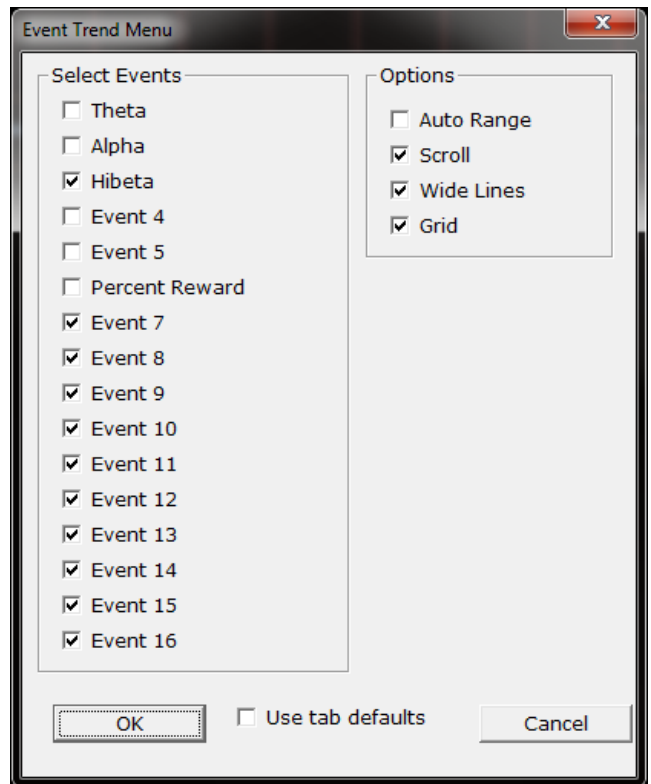 Event Trend Menu
Select Events
Theta
Alpha
Hibeta
Event 4
Event 5
Percent Reward
Event 7
Event 8
Event 9
Event 10
Event 11
Event 12
Event 13
Event 14
Event 15
Event 16
Options
Auto Range
Scroll
Wide Lines
Grid
OK
Use tab defaults
Cancel